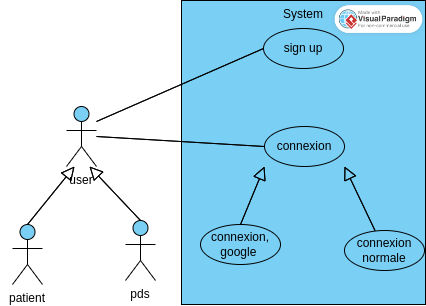 System
Made with
Visual Paradigm
For non-commercial use
sign up
connexion
user
connexion,
google
connexion
normale
patient
pds